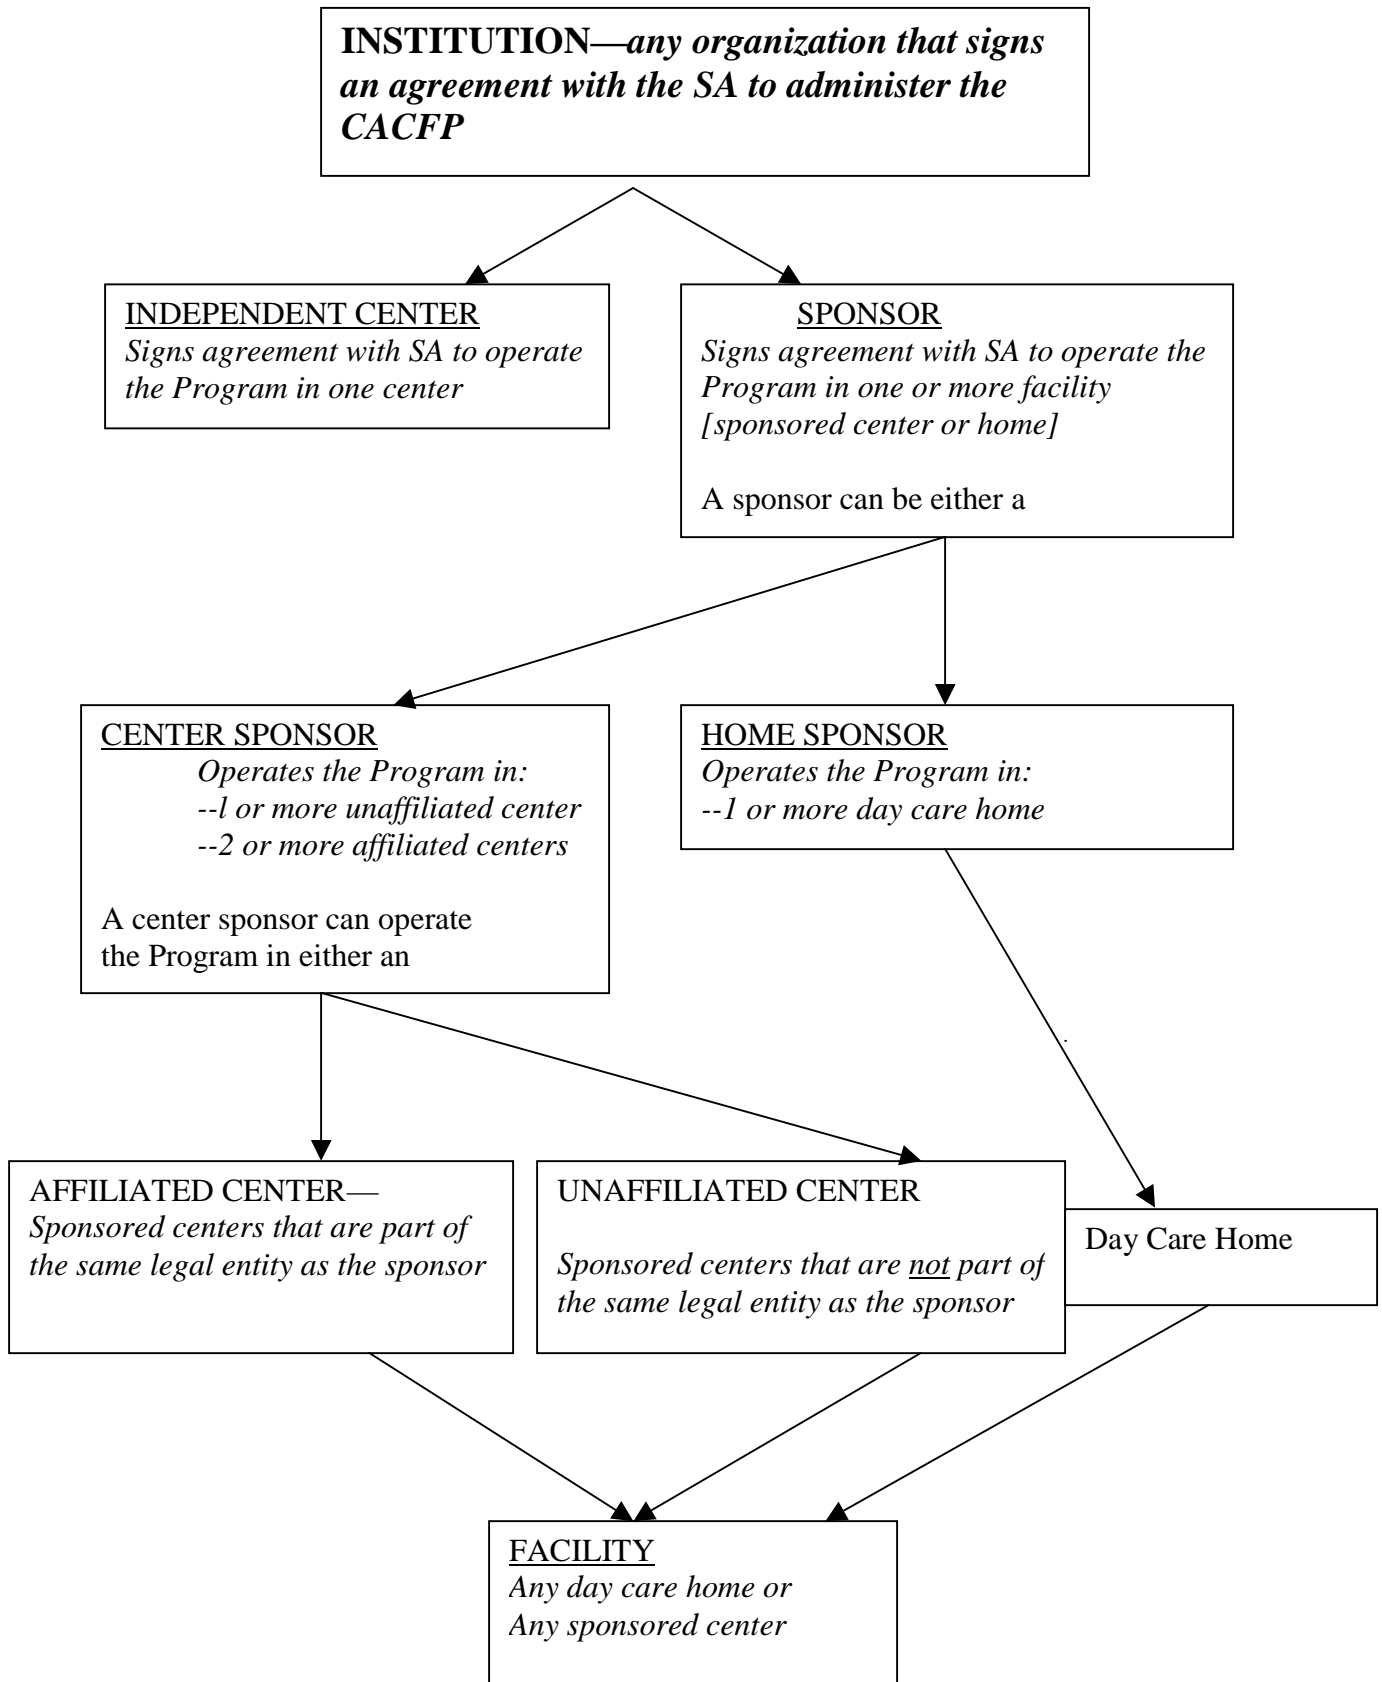 INSTITUTION—any organization that signs
an agreement with the SA to administer the
CACFP
INDEPENDENT CENTER
Signs agreement with SA to operate
the Program in one center
SPONSOR
Signs agreement with SA to operate the
Program in one or more facility
[sponsored center or home]
A sponsor can be either a
CENTER SPONSOR
Operates the Program in:
--l or more unaffiliated center
--2 or more affiliated centers
A center sponsor can operate
the Program in either an
HOME SPONSOR
Operates the Program in:
--1 or more day care home
AFFILIATED CENTER—
Sponsored centers that are part of
the same legal entity as the sponsor
UNAFFILIATED CENTER
Sponsored centers that are not part of
the same legal entity as the sponsor
Day Care Home
FACILITY
Any day care home or
Any sponsored center